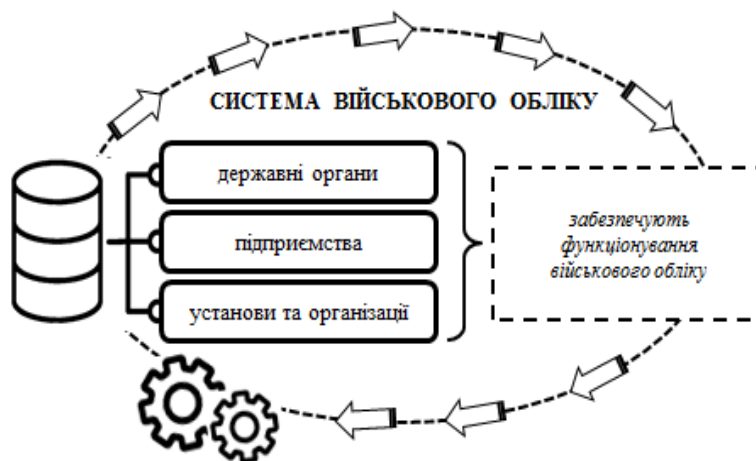 СИСТЕМА ВІЙСЬКОВОГО ОБЛІКУ
державні органи
підприємства
установи та організації
забезпечують
функціонування
військового обліку